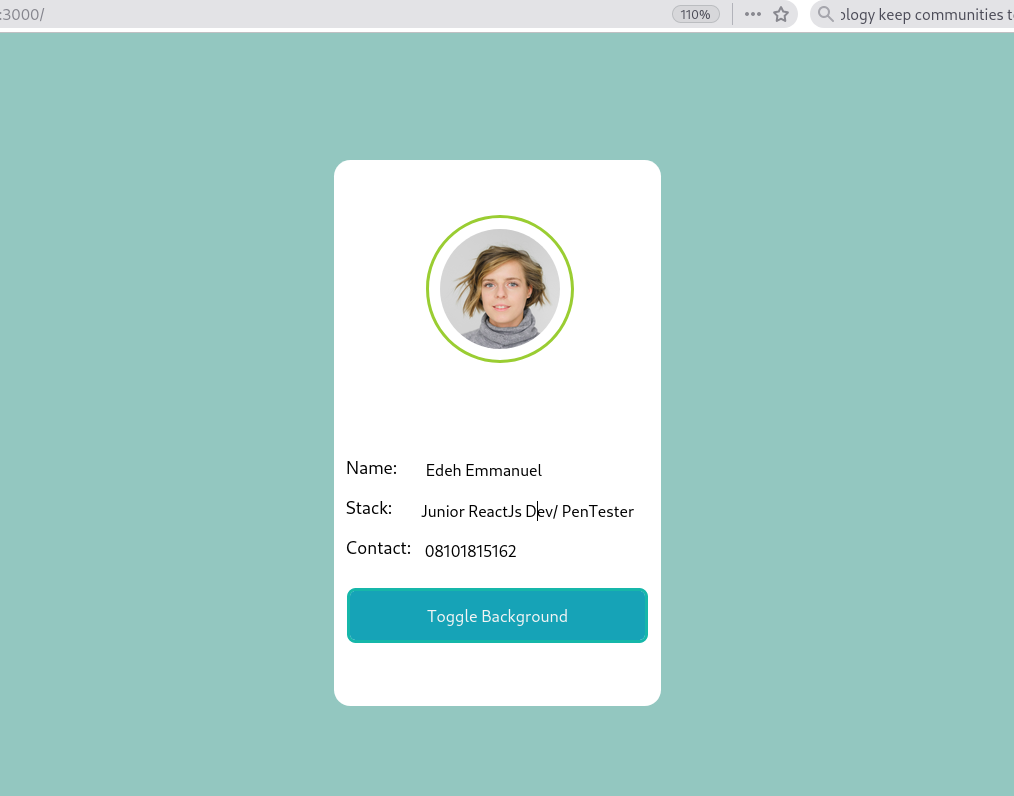 :3000/ 110% ology keep communities t
Name: Edeh Emmanuel
Stack: Junior ReactJs Dev/ PenTester
Contact: 08101815162
Toggle Background